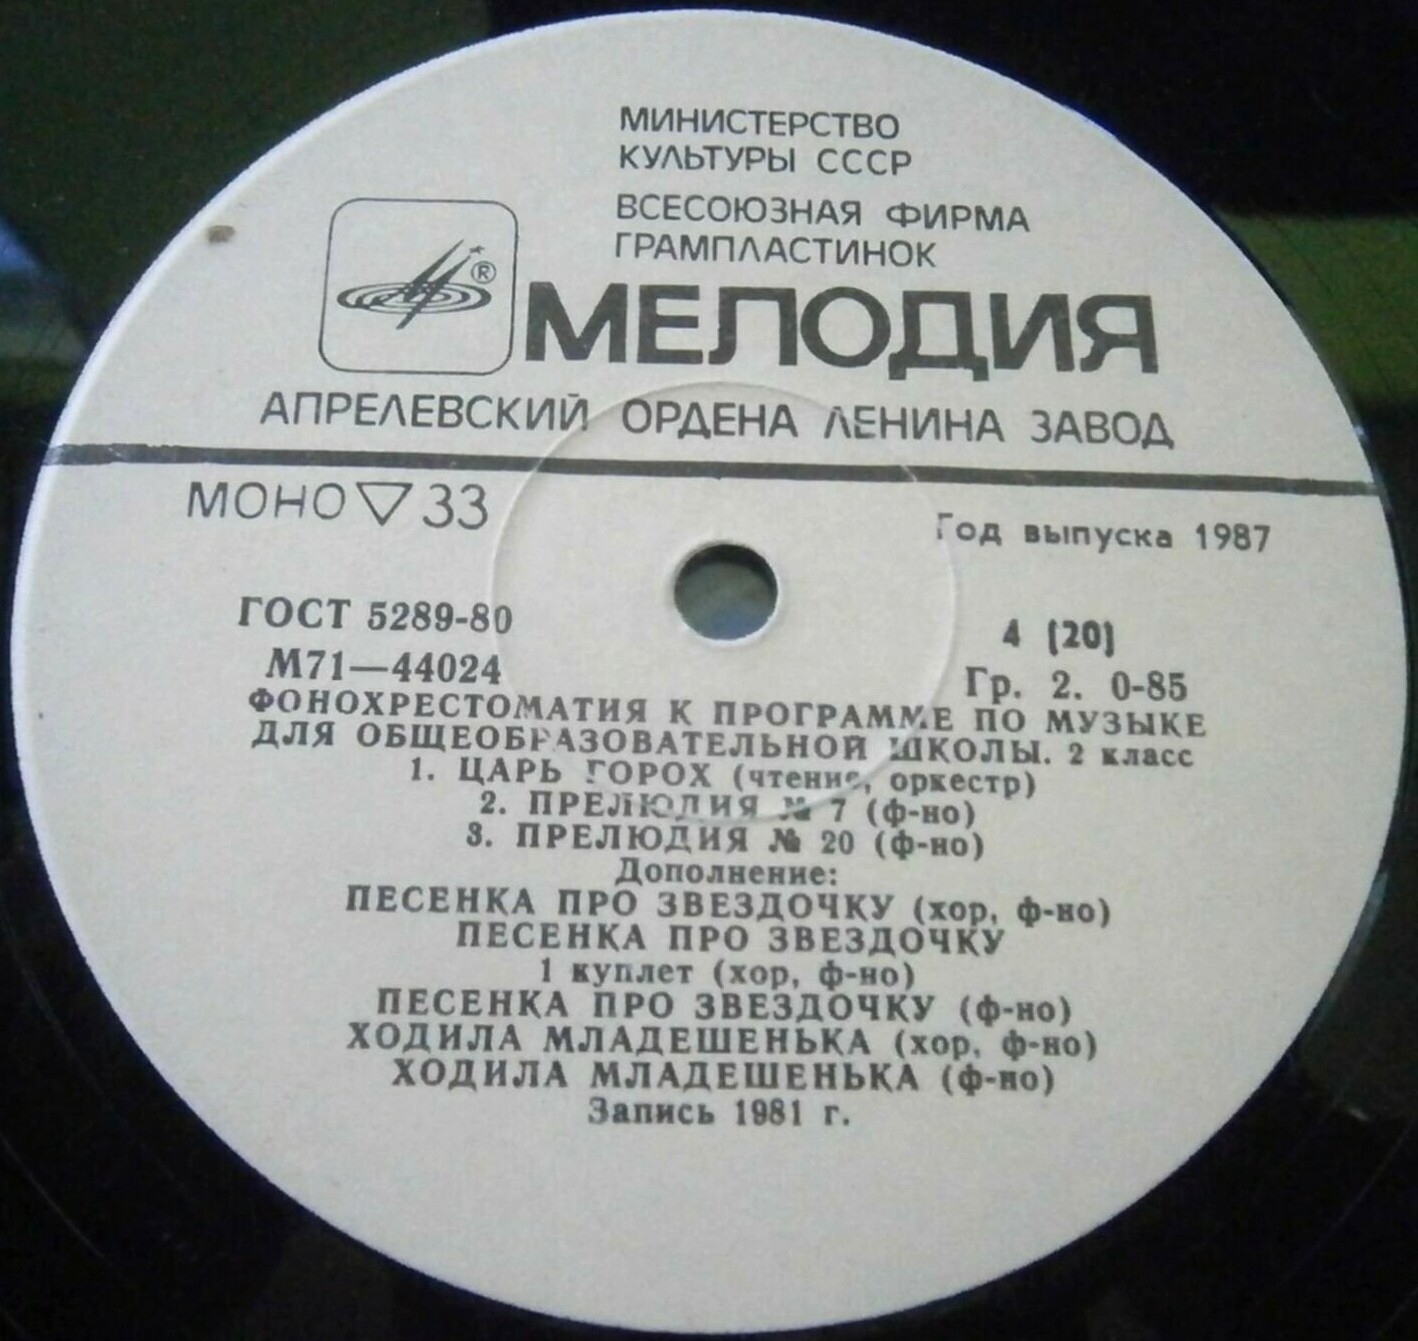 МИНИСТЕРСТВО
КУЛЬТУРЫ СССР
ВСЕСОЮЗНАЯ ФИРМА
ГРАМПЛАСТИНОК
®
МЕЛОДИЯ
АПРЕЛЕВСКИЙ ОРДЕНА ЛЕНИНА ЗАВОД
МОНО ▽ 33
Год выпуска 1987
ГОСТ 5289-80
4 (20)
М71—44024
Гр. 2. 0-85
ФОНОХРЕСТОМАТИЯ К ПРОГРАММЕ ПО МУЗЫКЕ
ДЛЯ ОБЩЕОБРАЗОВАТЕЛЬНОЙ ШКОЛЫ. 2 класс
1. ЦАРЬ ГОРОХ (чтение, оркестр)
2. ПРЕЛЮДИЯ № 7 (ф-но)
3. ПРЕЛЮДИЯ № 20 (ф-но)
Дополнение:
ПЕСЕНКА ПРО ЗВЕЗДОЧКУ (хор, ф-но)
ПЕСЕНКА ПРО ЗВЕЗДОЧКУ
1 куплет (хор, ф-но)
ПЕСЕНКА ПРО ЗВЕЗДОЧКУ (ф-но)
ХОДИЛА МЛАДЕШЕНЬКА (хор, ф-но)
ХОДИЛА МЛАДЕШЕНЬКА (ф-но)
Запись 1981 г.